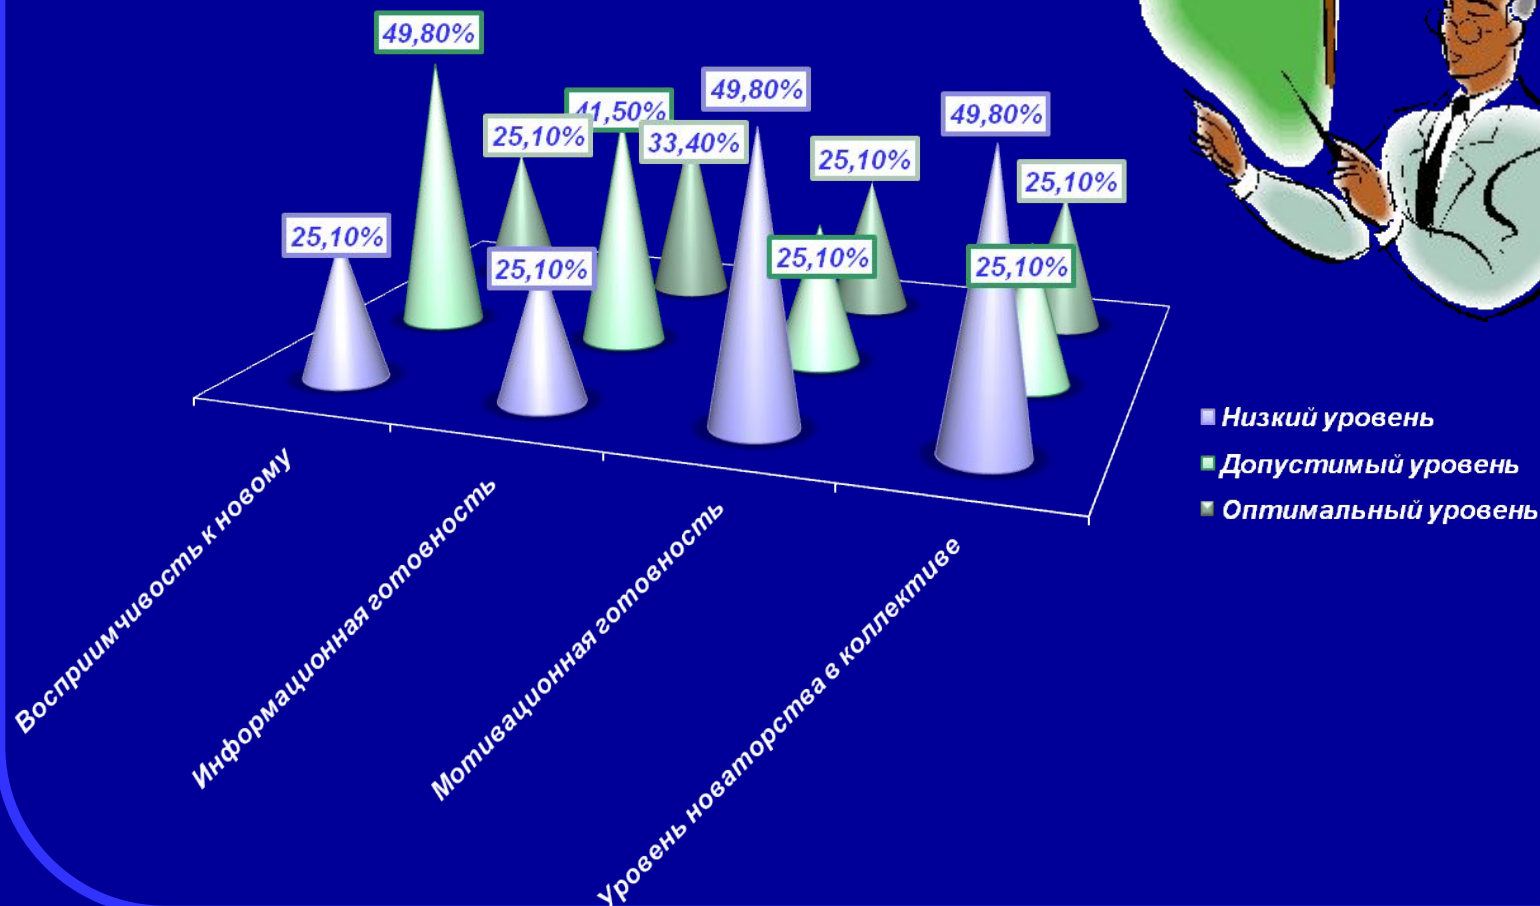 49,80%
49,80%
41,50%
49,80%
25,10%
33,40%
25,10%
25,10%
25,10%
25,10%
25,10%
25,10%
Низкий уровень
Допустимый уровень
Оптимальный уровень
Восприимчивость к новому
Информационная готовность
Мотивационная готовность
Уровень новаторства в коллективе